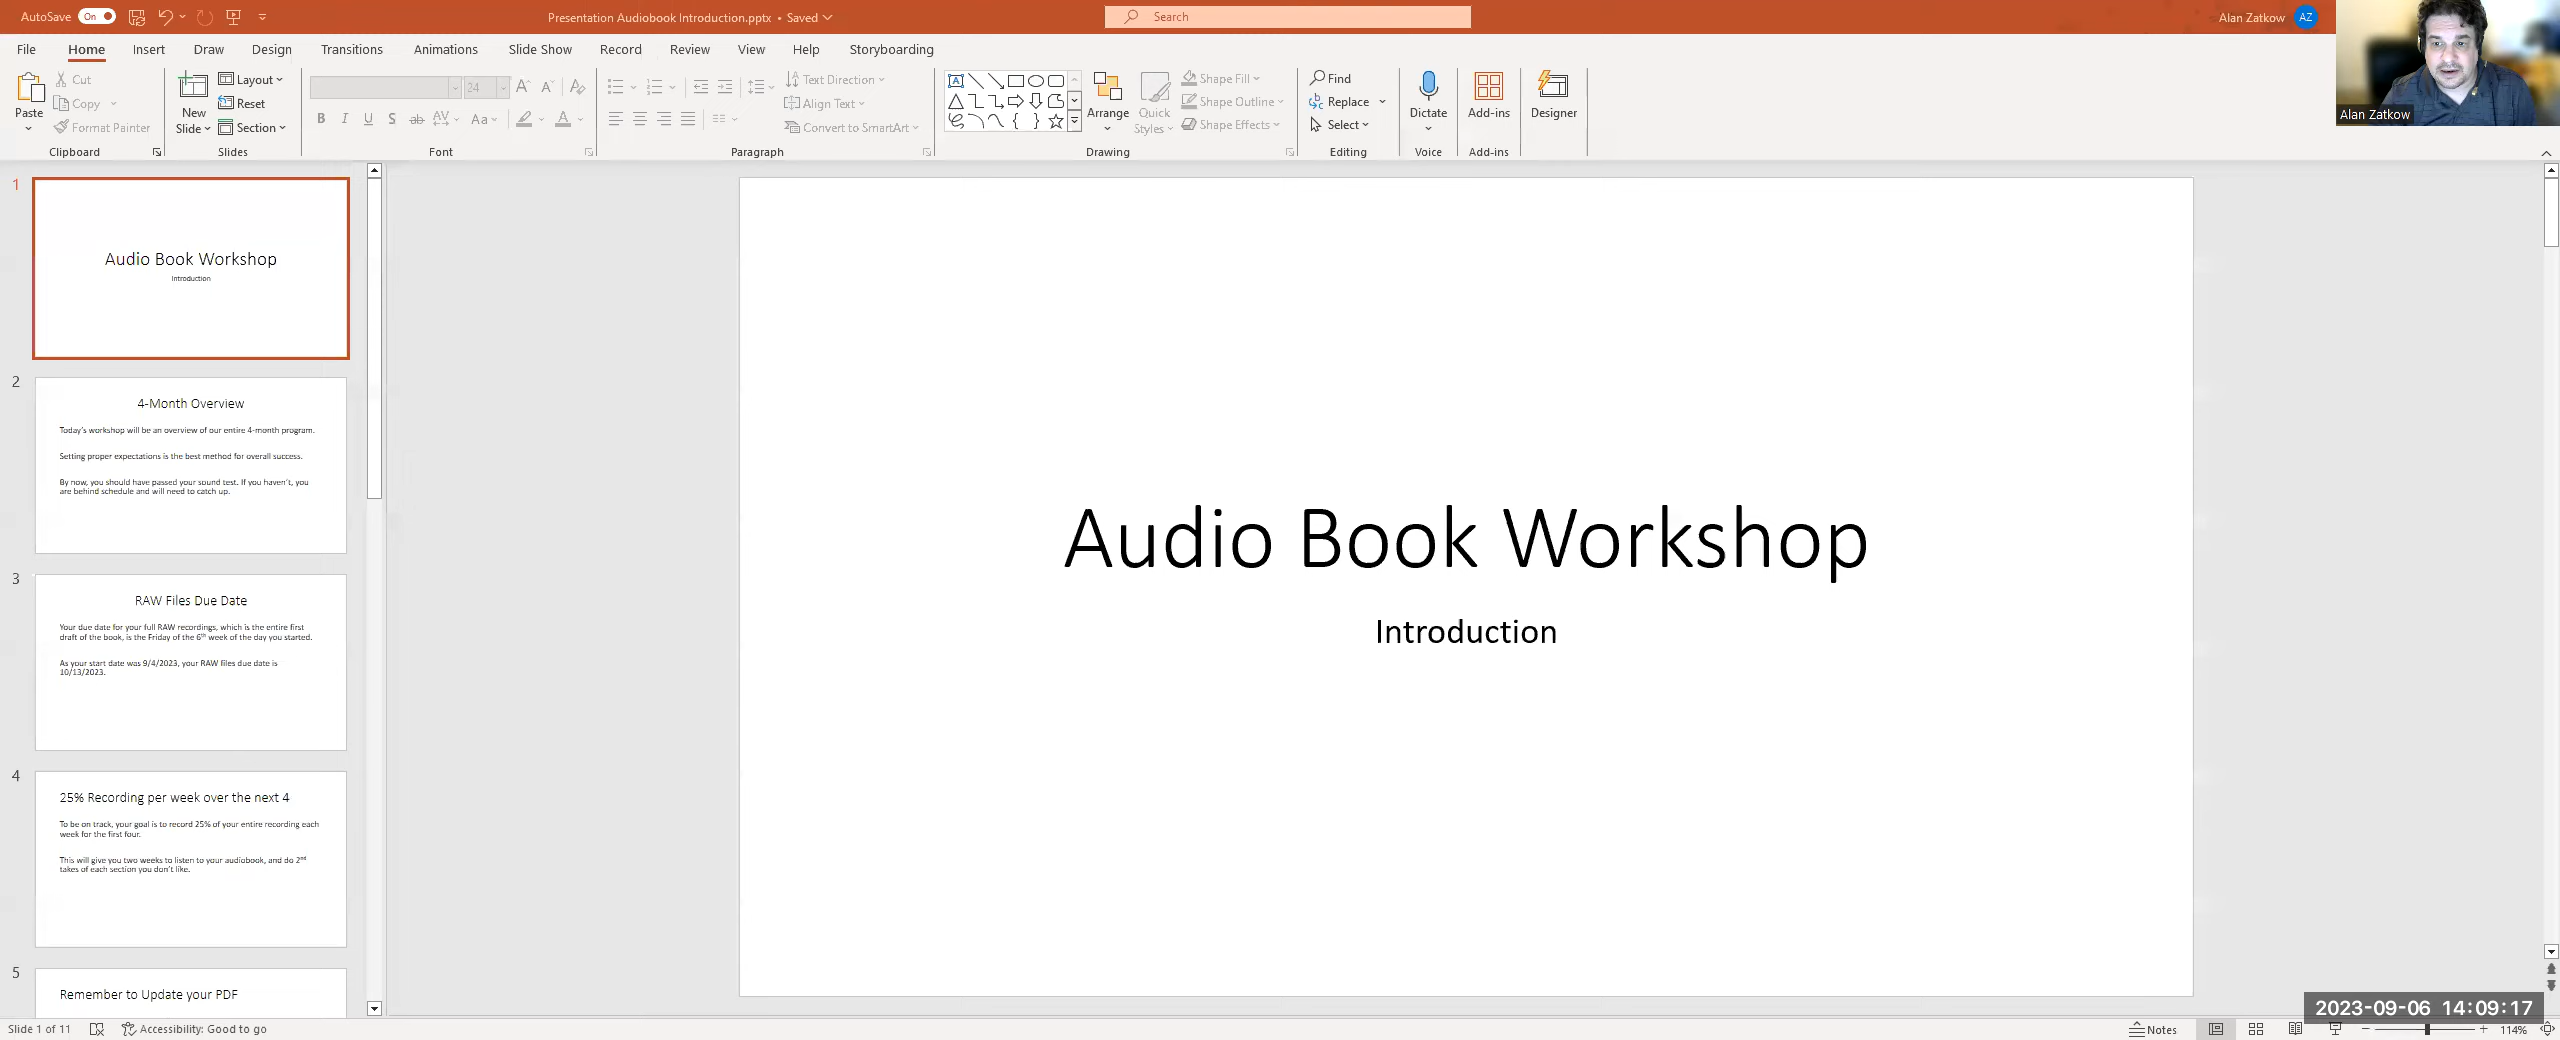 AutoSave On
Presentation Audiobook Introduction.pptx • Saved
Search
Alan Zatkow AZ
File Home Insert Draw Design Transitions Animations Slide Show Record Review View Help Storyboarding
Paste
Cut
Copy
Format Painter
Clipboard
New
Slide
Layout
Reset
Section
Slides
24
B I U S ab AV Aa A
Font
Text Direction
Align Text
Convert to SmartArt
Paragraph
Arrange
Quick
Styles
Shape Fill
Shape Outline
Shape Effects
Drawing
Find
Replace
Select
Editing
Dictate
Voice
Add-ins
Add-ins
Designer
Alan Zatkow
1
Audio Book Workshop
Introduction
2
4-Month Overview
Today's workshop will be an overview of our entire 4-month program.
Setting proper expectations is the best method for overall success.
By now, you should have passed your sound test. If you haven't, you
are behind schedule and will need to catch up.
3
RAW Files Due Date
Your due date for your full RAW recordings, which is the entire first
draft of the book, is the Friday of the 6th week of the day you started.
As your start date was 9/4/2023, your RAW files due date is
10/13/2023.
4
25% Recording per week over the next 4
To be on track, your goal is to record 25% of your entire recording each
week for the first four.
This will give you two weeks to listen to your audiobook, and do 2nd
takes of each section you don't like.
5
Remember to Update your PDF
Audio Book Workshop
Introduction
2023-09-06 14:09:17
Slide 1 of 11
Accessibility: Good to go
Notes
114%